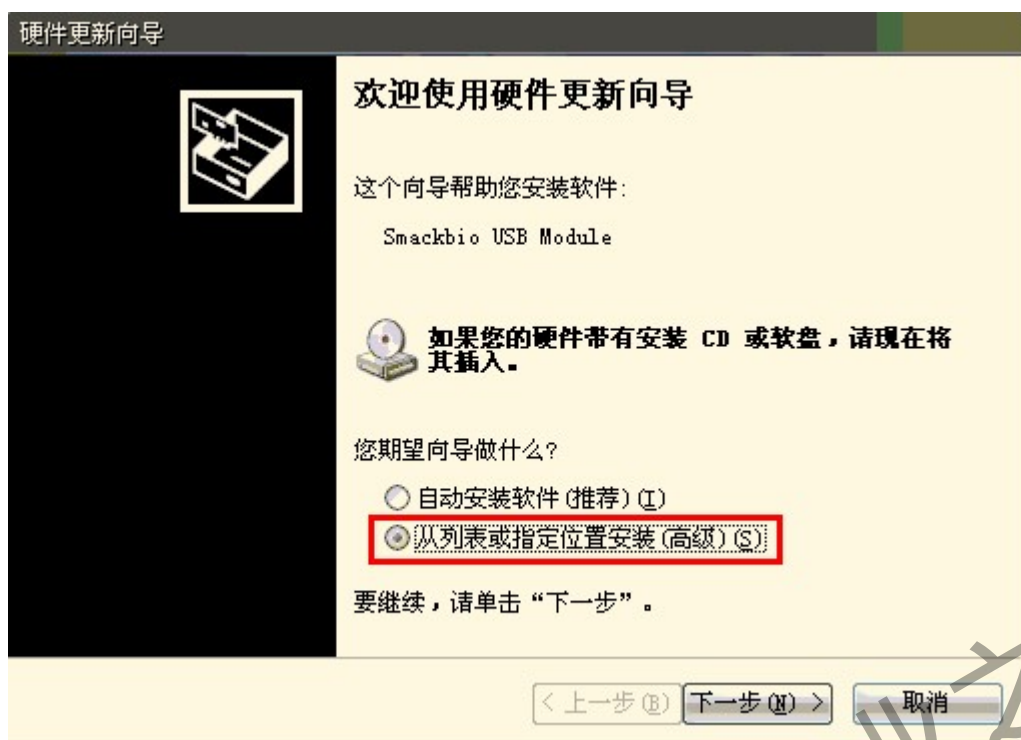 硬件更新向导
欢迎使用硬件更新向导
这个向导帮助您安装软件:
Smackbio USB Module
如果您的硬件带有安装 CD 或软盘，请现在将
其插入。
您期望向导做什么?
自动安装软件(推荐)(I)
从列表或指定位置安装(高级)(S)
要继续，请单击“下一步”。
< 上一步(B) 下一步(N) > 取消